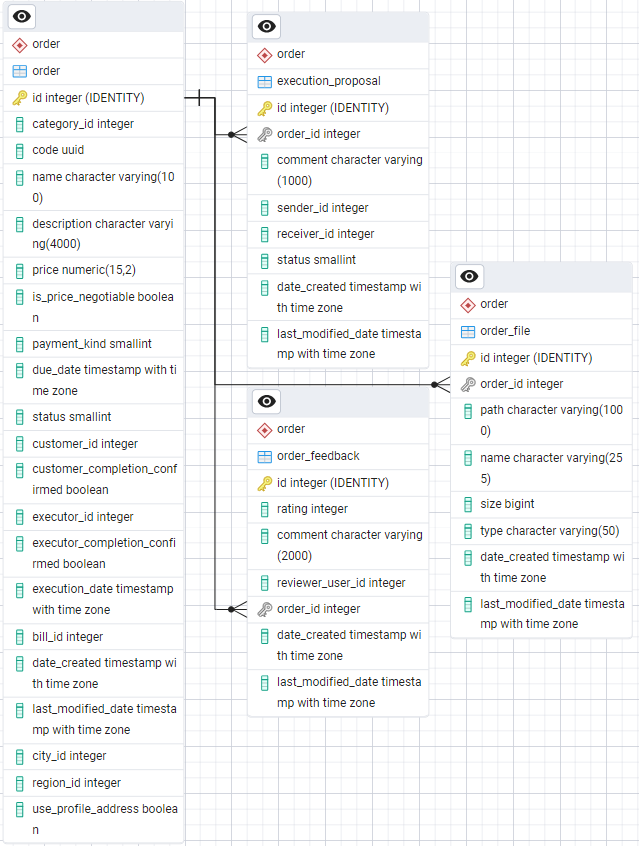 order
order
id integer (IDENTITY)
category_id integer
code uuid
name character varying(10
0)
description character varyi
ng(4000)
price numeric(15,2)
is_price_negotiable boolea
n
payment_kind smallint
due_date timestamp with ti
me zone
status smallint
customer_id integer
customer_completion_conf
irmed boolean
executor_id integer
executor_completion_confi
rmed boolean
execution_date timestamp
with time zone
bill_id integer
date_created timestamp wi
th time zone
last_modified_date timesta
mp with time zone
city_id integer
region_id integer
use_profile_address boolea
n
order
execution_proposal
id integer (IDENTITY)
order_id integer
comment character varying
(1000)
sender_id integer
receiver_id integer
status smallint
date_created timestamp wi
th time zone
last_modified_date timesta
mp with time zone
order
order_feedback
id integer (IDENTITY)
rating integer
comment character varying
(2000)
reviewer_user_id integer
order_id integer
date_created timestamp wi
th time zone
last_modified_date timesta
mp with time zone
order
order_file
id integer (IDENTITY)
order_id integer
path character varying(100
0)
name character varying(25
5)
size bigint
type character varying(50)
date_created timestamp wi
th time zone
last_modified_date timesta
mp with time zone